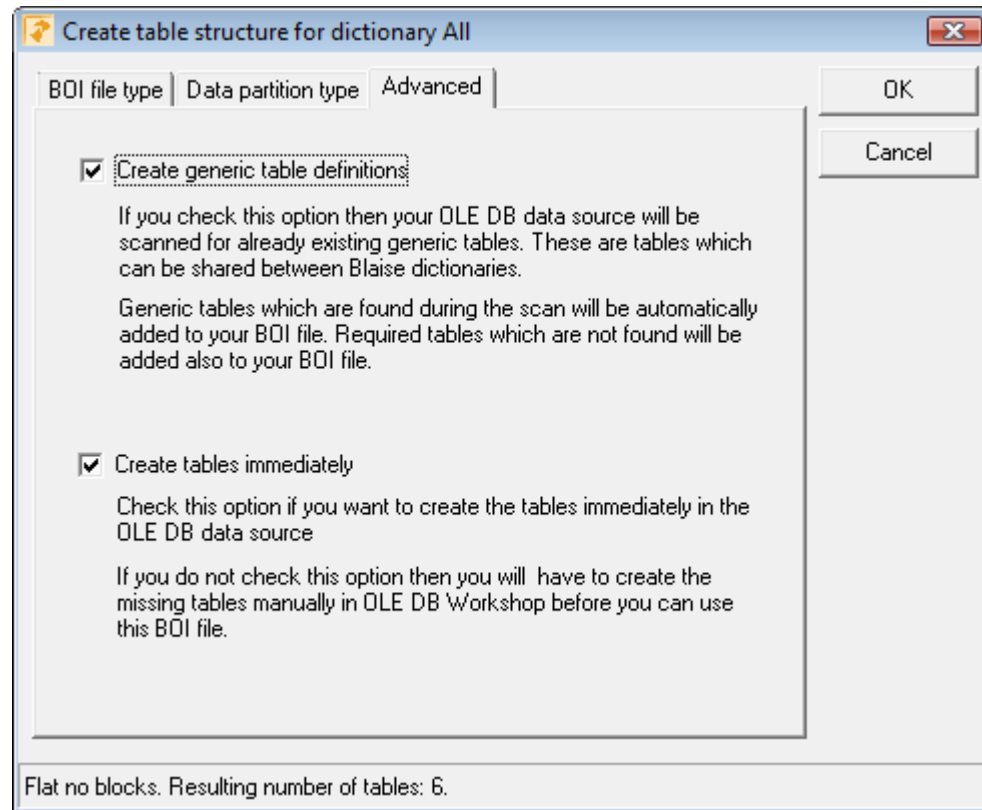 Create table structure for dictionary All
BOI file type
Data partition type
Advanced
OK
Cancel
Create generic table definitions
If you check this option then your OLE DB data source will be
scanned for already existing generic tables. These are tables which
can be shared between Blaise dictionaries.
Generic tables which are found during the scan will be automatically
added to your BOI file. Required tables which are not found will be
added also to your BOI file.
Create tables immediately
Check this option if you want to create the tables immediately in the
OLE DB data source
If you do not check this option then you will  have to create the
missing tables manually in OLE DB Workshop before you can use
this BOI file.
Flat no blocks. Resulting number of tables: 6.